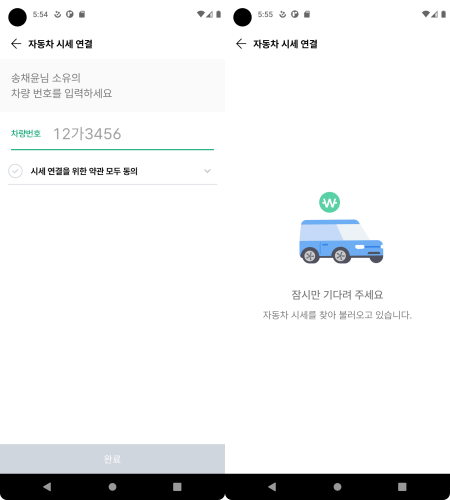 5:54
자동차 시세 연결
송채윤님 소유의
차량 번호를 입력하세요
차량번호 12가3456
시세 연결을 위한 약관 모두 동의
완료
5:55
자동차 시세 연결
W
잠시만 기다려 주세요
자동차 시세를 찾아 불러오고 있습니다.